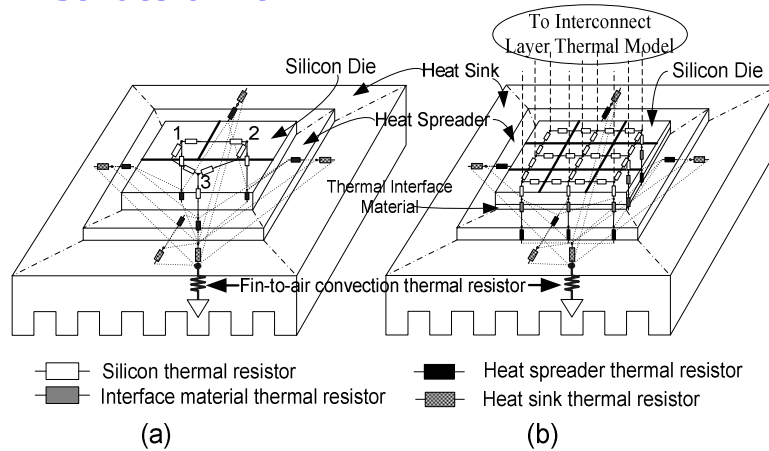 To Interconnect
Layer Thermal Model
Silicon Die
Heat Sink
Silicon Die
Heat Spreader
1
2
3
Thermal Interface
Material
Fin-to-air convection thermal resistor
Silicon thermal resistor
Interface material thermal resistor
Heat spreader thermal resistor
Heat sink thermal resistor
(a)
(b)